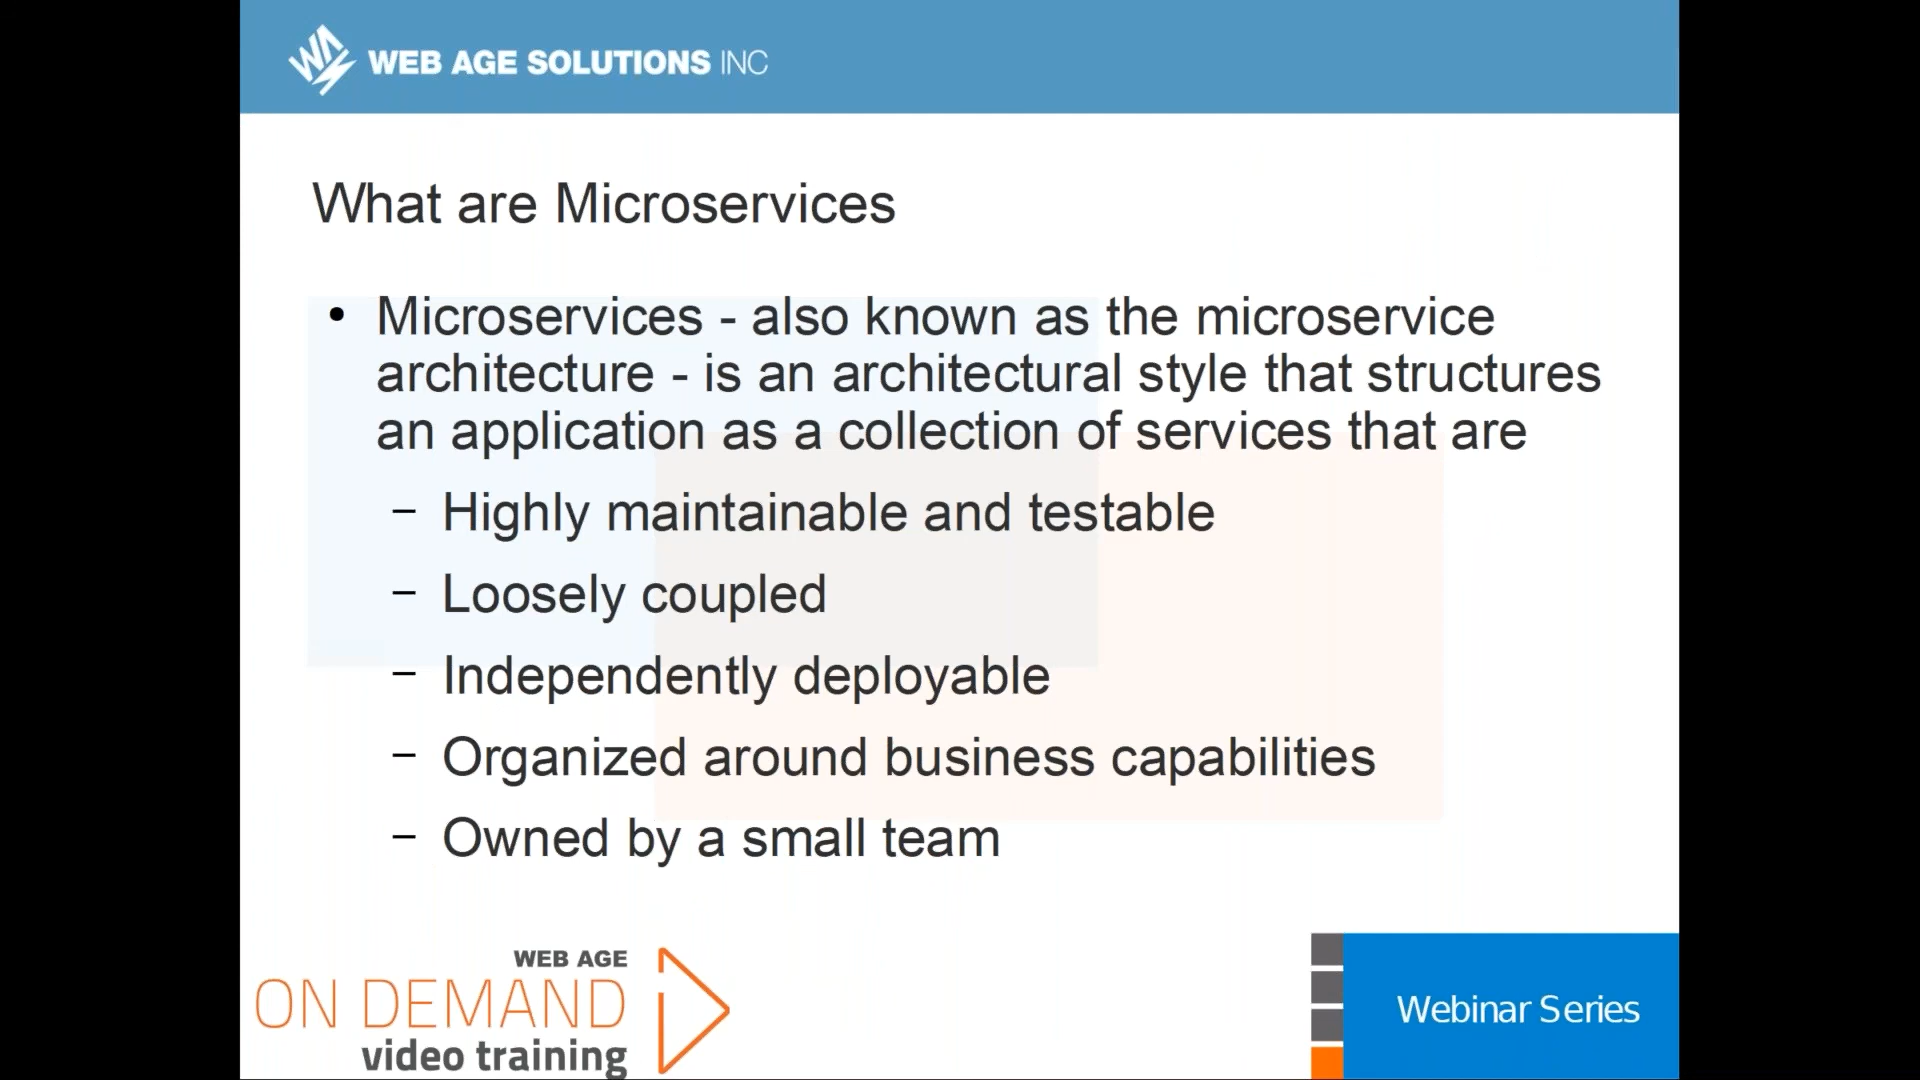 WEB AGE SOLUTIONS INC
What are Microservices
• Microservices - also known as the microservice
architecture - is an architectural style that structures
an application as a collection of services that are
– Highly maintainable and testable
– Loosely coupled
– Independently deployable
– Organized around business capabilities
– Owned by a small team
WEB AGE
ON DEMAND
video training
Webinar Series